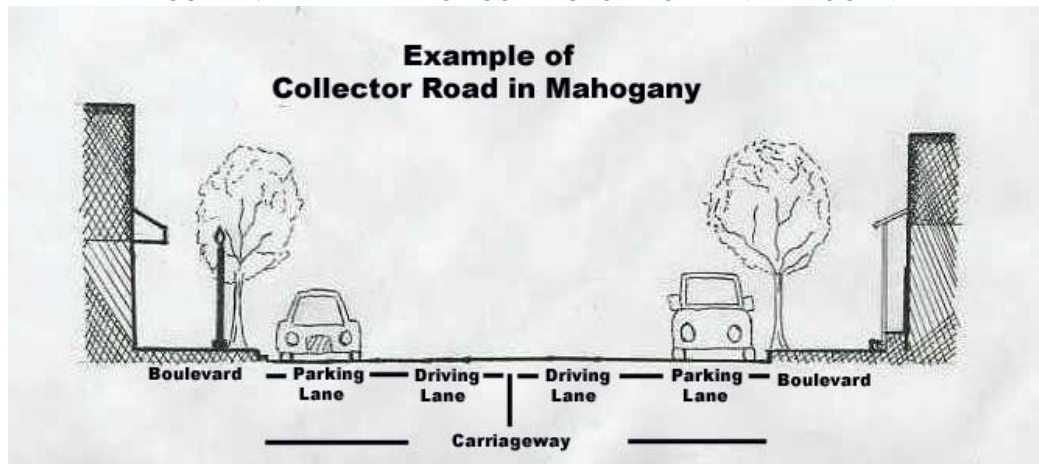 Example of
Collector Road in Mahogany
Boulevard Parking Lane Driving Lane Driving Lane Parking Lane Boulevard
Carriageway